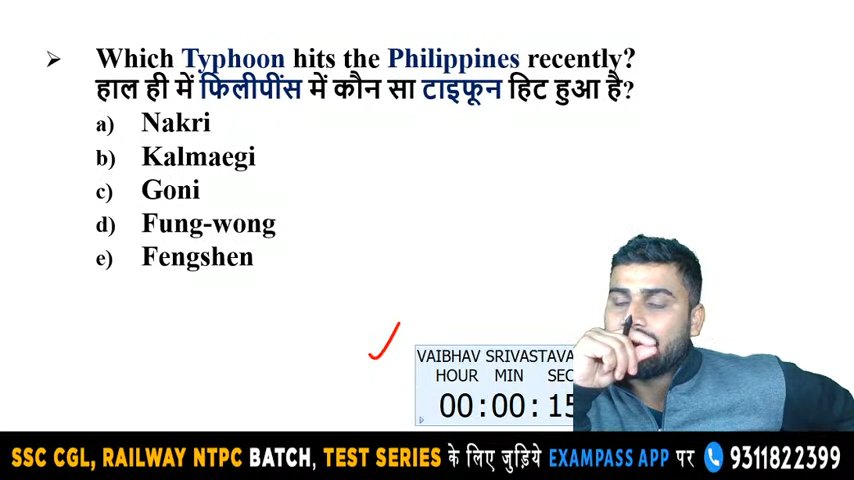 ➢ Which Typhoon hits the Philippines recently?
हाल ही में फिलीपींस में कौन सा टाइफून हिट हुआ है?
a) Nakri
b) Kalmaegi
c) Goni
d) Fung-wong
e) Fengshen
VAIBHAV SRIVASTAVA
HOUR MIN SEC
00:00:15
SSC CGL, RAILWAY NTPC BATCH, TEST SERIES के लिए जुड़िये EXAMPASS APP पर 9311822399